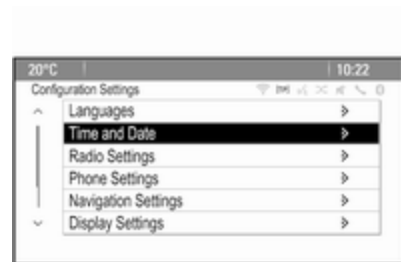 20°C 10:22
Configuration Settings
Languages
Time and Date
Radio Settings
Phone Settings
Navigation Settings
Display Settings